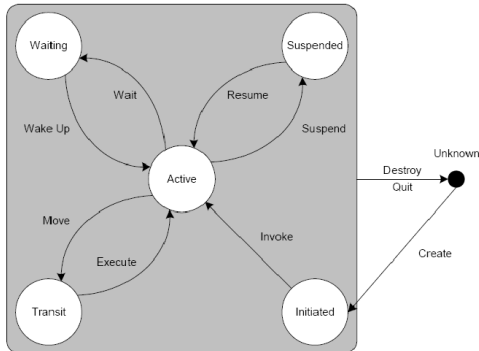 Waiting
Suspended
Wait
Resume
Wake Up
Suspend
Unknown
Active
Destroy
Quit
Move
Invoke
Create
Execute
Transit
Initiated